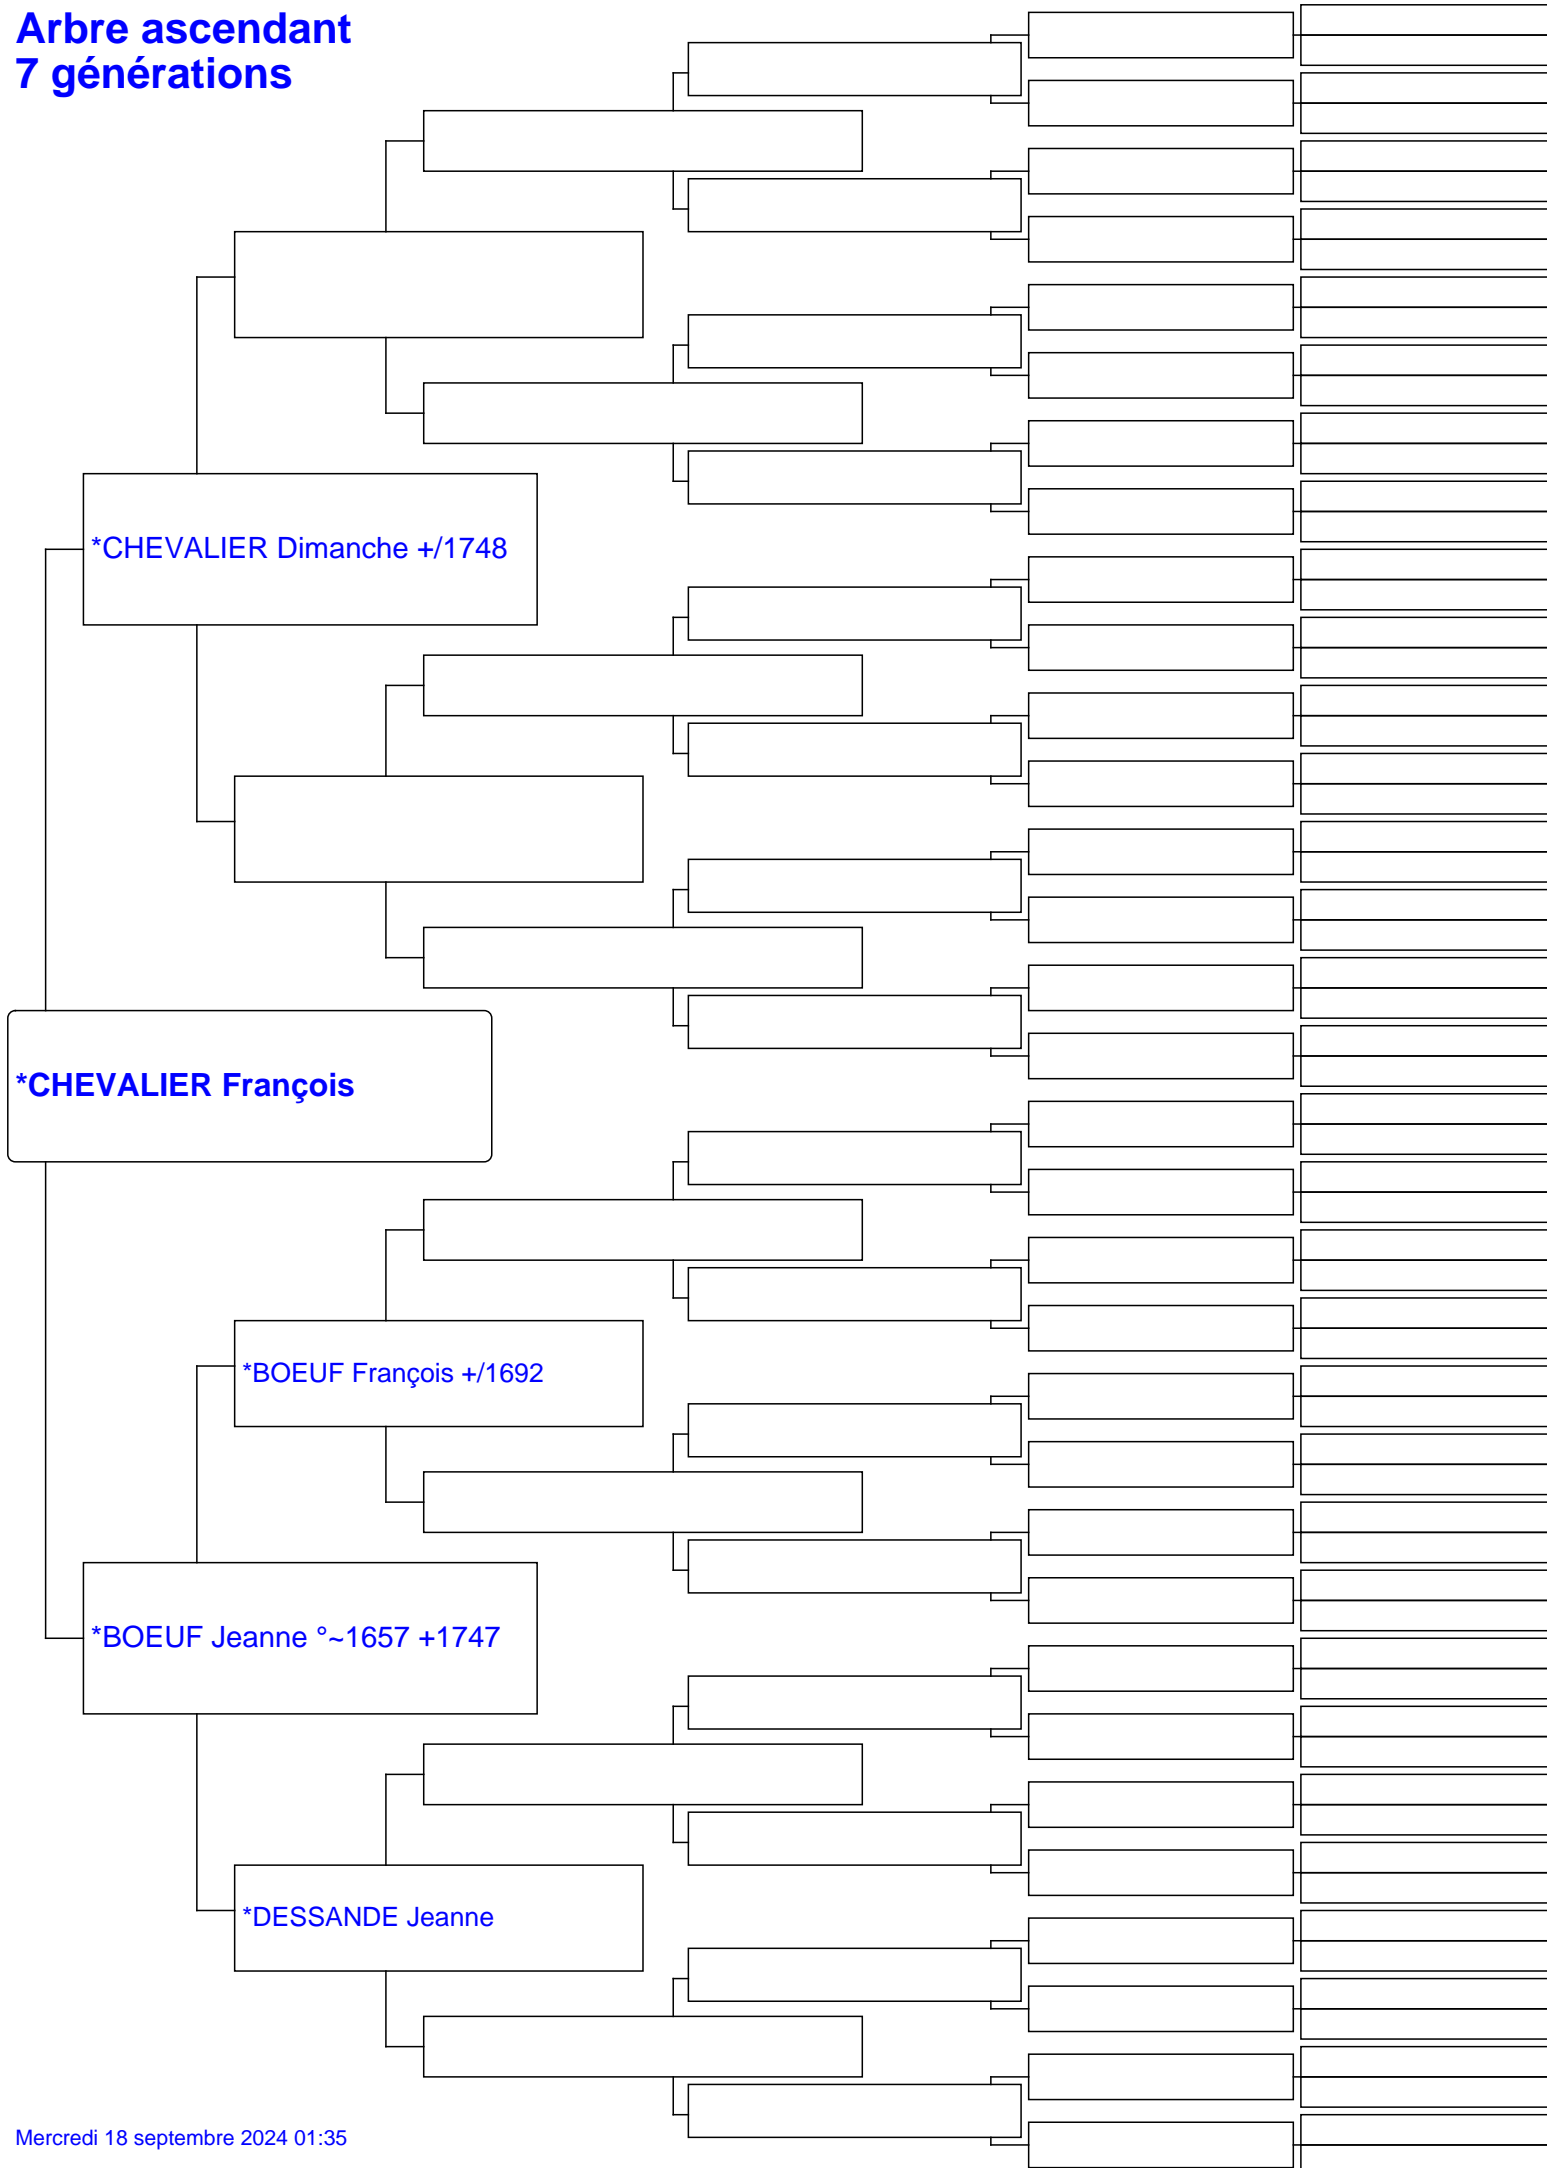 Arbre ascendant
7 générations
*CHEVALIER Dimanche +/1748
*CHEVALIER François
*BOEUF François +/1692
*BOEUF Jeanne °~1657 +1747
*DESSANDE Jeanne
Mercredi 18 septembre 2024 01:35